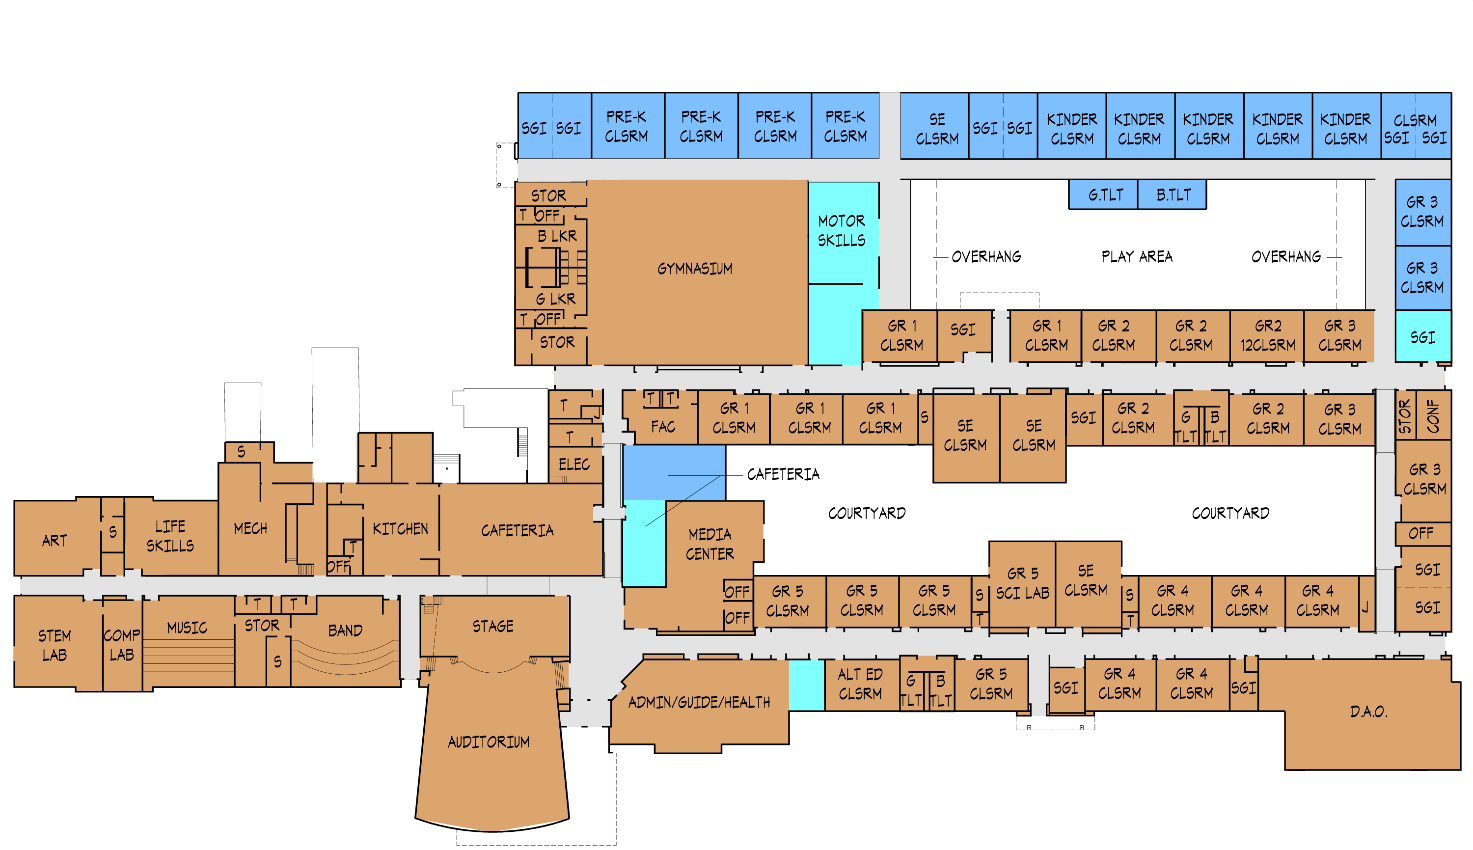 SGI SGI
PRE-K
CLSRM
PRE-K
CLSRM
PRE-K
CLSRM
PRE-K
CLSRM
SE
CLSRM
SGI SGI
KINDER
CLSRM
KINDER
CLSRM
KINDER
CLSRM
KINDER
CLSRM
KINDER
CLSRM
CLSRM
SGI SGI
STOR
T OFF
B LKR
G LKR
T OFF
STOR
GYMNASIUM
MOTOR
SKILLS
G.TLT
B.TLT
OVERHANG
PLAY AREA
OVERHANG
GR 3
CLSRM
GR 3
CLSRM
SGI
GR 1
CLSRM
SGI
GR 1
CLSRM
GR 2
CLSRM
GR 2
CLSRM
GR2
12CLSRM
GR 3
CLSRM
T
T
ELEC
T T
FAC
GR 1
CLSRM
GR 1
CLSRM
GR 1
CLSRM
S
SE
CLSRM
SE
CLSRM
SGI
GR 2
CLSRM
G
TLT
B
TLT
GR 2
CLSRM
GR 3
CLSRM
STOR
CONF
GR 3
CLSRM
OFF
SGI
SGI
CAFETERIA
COURTYARD
COURTYARD
S
ART
S
LIFE
SKILLS
MECH
OFF
T
KITCHEN
CAFETERIA
MEDIA
CENTER
OFF
OFF
GR 5
CLSRM
GR 5
CLSRM
GR 5
CLSRM
S
T
GR 5
SCI LAB
SE
CLSRM
S
T
GR 4
CLSRM
GR 4
CLSRM
GR 4
CLSRM
J
STEM
LAB
COMP
LAB
MUSIC
T
T
STOR
S
BAND
STAGE
AUDITORIUM
ADMIN/GUIDE/HEALTH
ALT ED
CLSRM
G
TLT
B
TLT
GR 5
CLSRM
SGI
GR 4
CLSRM
GR 4
CLSRM
SGI
D.A.O.